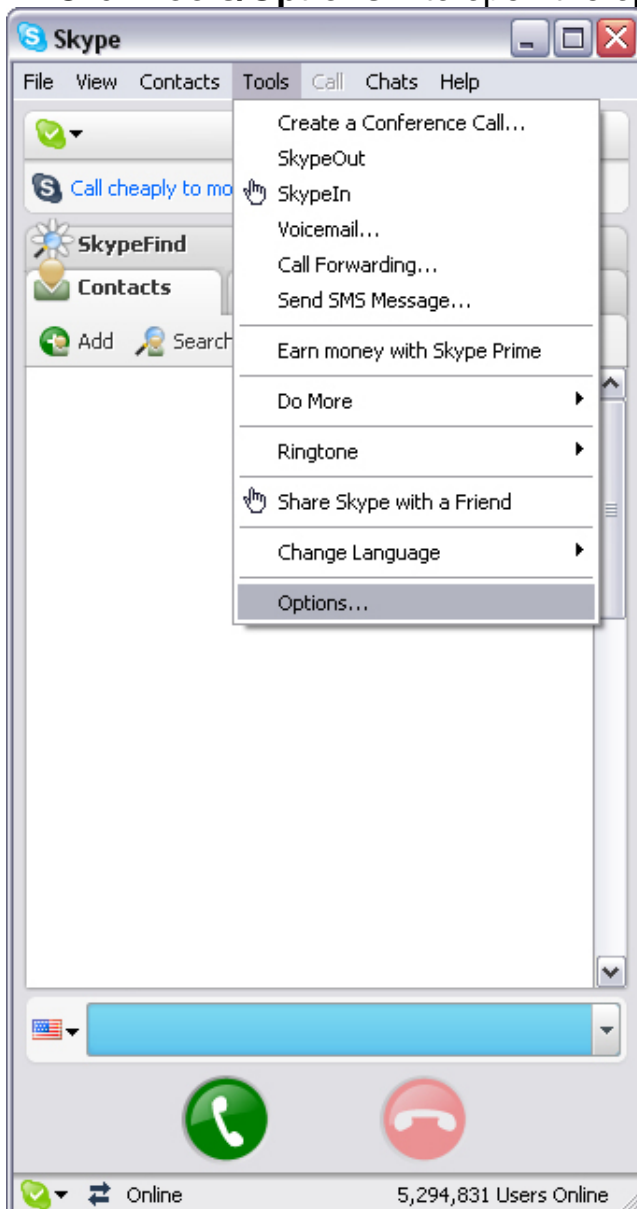 Skype
File View Contacts Tools Call Chats Help
Create a Conference Call...
SkypeOut
Call cheaply to mo
SkypeIn
Voicemail...
SkypeFind
Call Forwarding...
Contacts
Send SMS Message...
Add Search
Earn money with Skype Prime
Do More
Ringtone
Share Skype with a Friend
Change Language
Options...
Online 5,294,831 Users Online